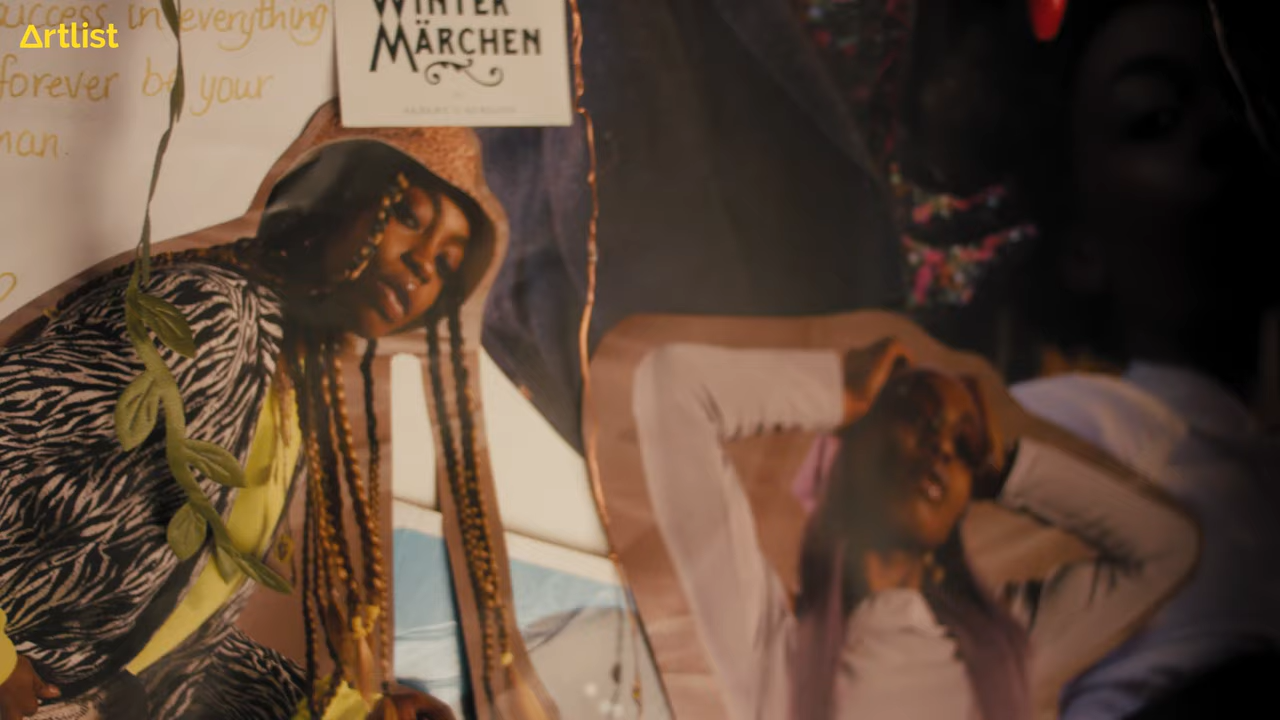 success in everything
Artlist
forever be your
man.
WINTER
MÄRCHEN